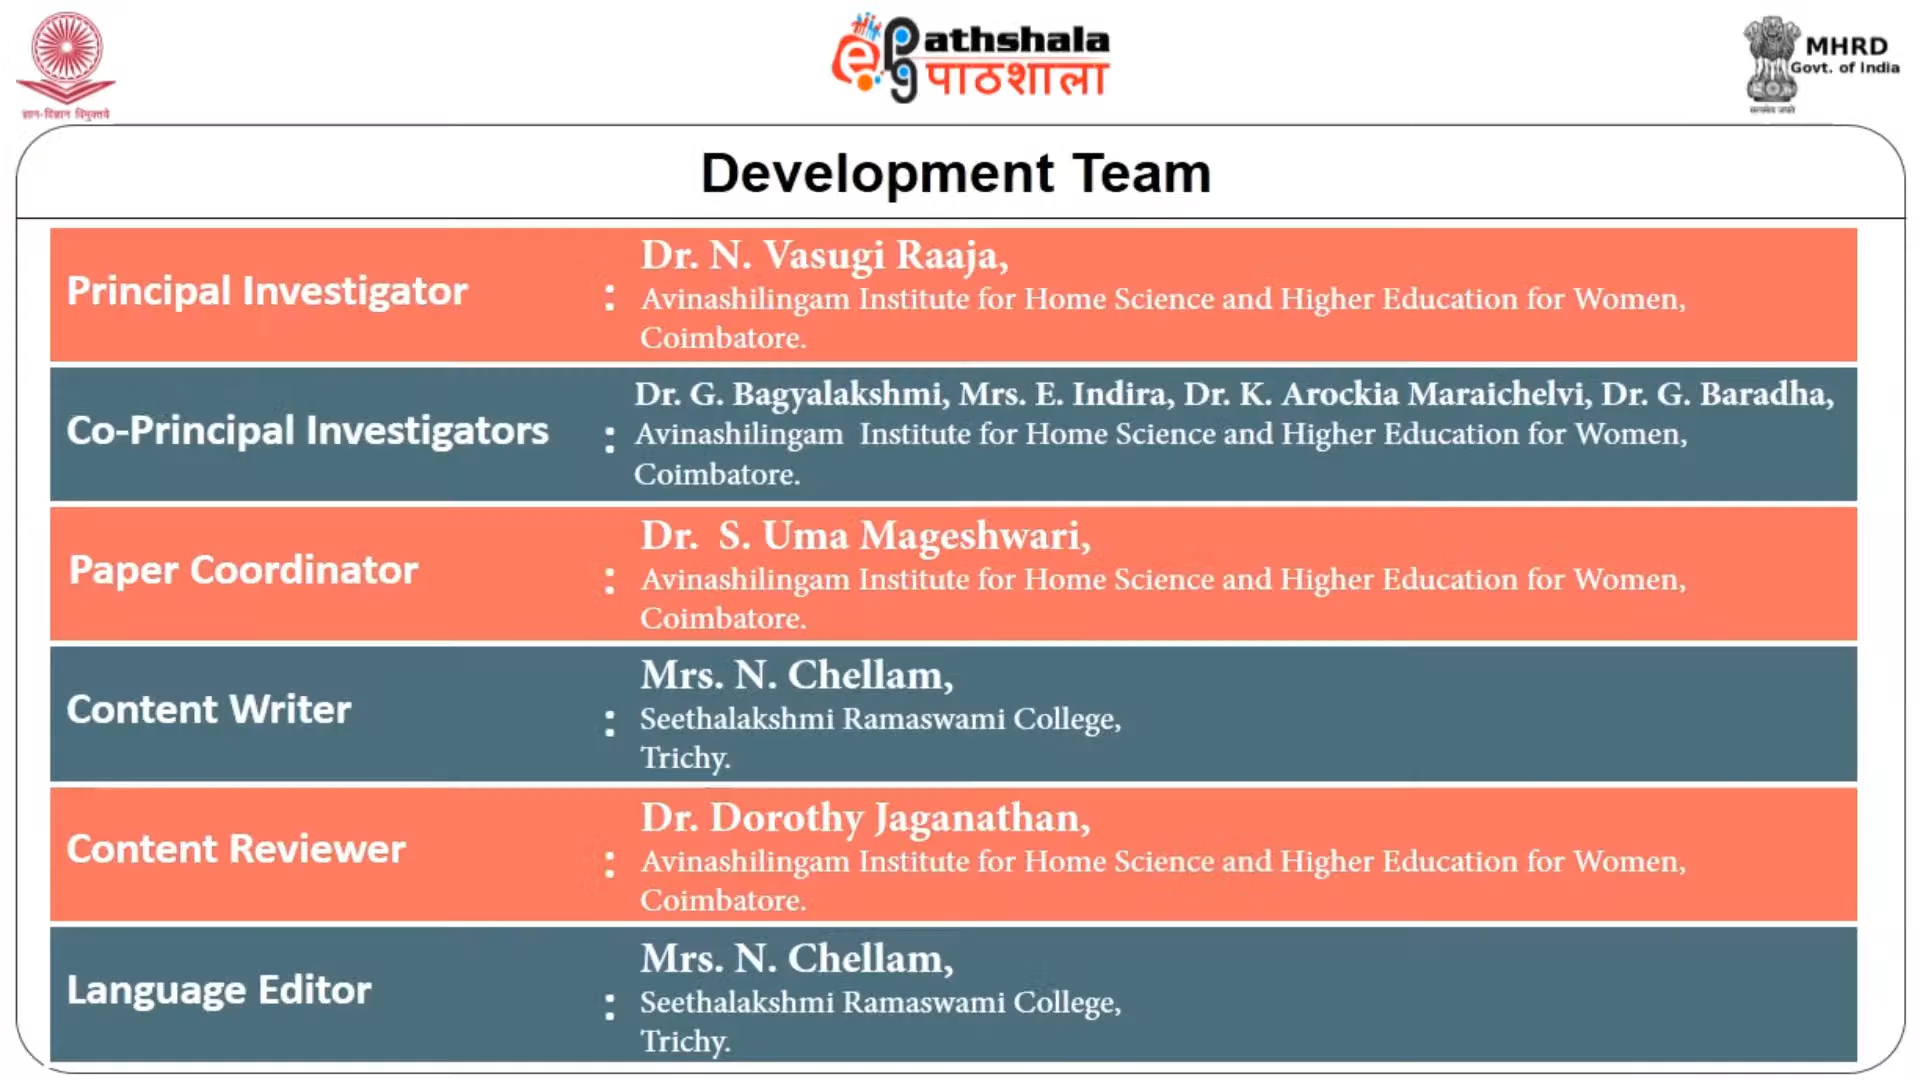 ज्ञान-विज्ञान विमुक्तये
e
Pg
Pathshala
पाठशाला
MHRD
Govt. of India
सत्यमेव जयते
Development Team
Principal Investigator
:
Dr. N. Vasugi Raaja,
Avinashilingam Institute for Home Science and Higher Education for Women,
Coimbatore.
Co-Principal Investigators
:
Dr. G. Bagyalakshmi, Mrs. E. Indira, Dr. K. Arockia Maraichelvi, Dr. G. Baradha,
Avinashilingam Institute for Home Science and Higher Education for Women,
Coimbatore.
Paper Coordinator
:
Dr. S. Uma Mageshwari,
Avinashilingam Institute for Home Science and Higher Education for Women,
Coimbatore.
Content Writer
:
Mrs. N. Chellam,
Seethalakshmi Ramaswami College,
Trichy.
Content Reviewer
:
Dr. Dorothy Jaganathan,
Avinashilingam Institute for Home Science and Higher Education for Women,
Coimbatore.
Language Editor
:
Mrs. N. Chellam,
Seethalakshmi Ramaswami College,
Trichy.